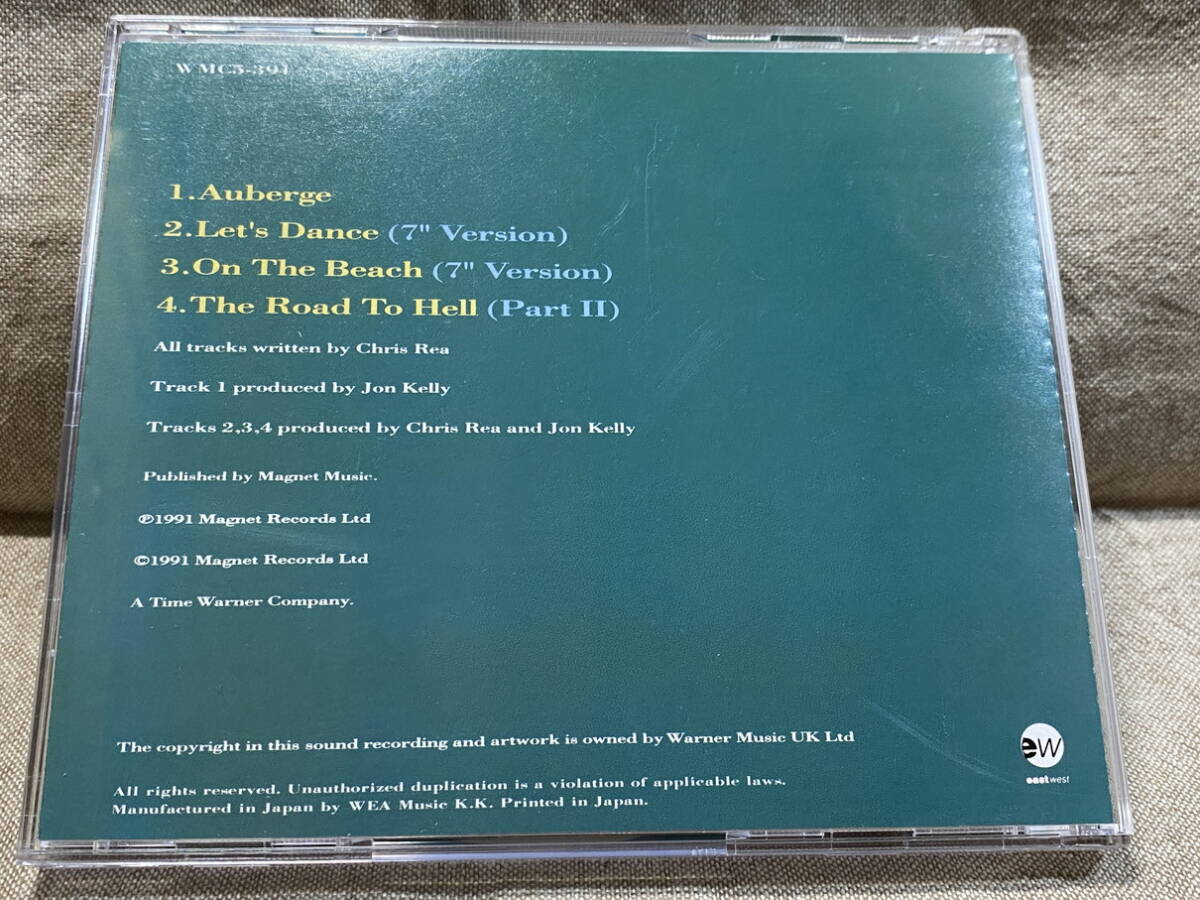 WMC5-391
1.Auberge
2.Let's Dance (7" Version)
3.On The Beach (7" Version)
4.The Road To Hell (Part II)
All tracks written by Chris Rea
Track 1 produced by Jon Kelly
Tracks 2,3,4 produced by Chris Rea and Jon Kelly
Published by Magnet Music.
℗1991 Magnet Records Ltd
©1991 Magnet Records Ltd
A Time Warner Company.
The copyright in this sound recording and artwork is owned by Warner Music UK Ltd
ew
eastwest
All rights reserved. Unauthorized duplication is a violation of applicable laws.
Manufactured in Japan by WEA Music K.K. Printed in Japan.